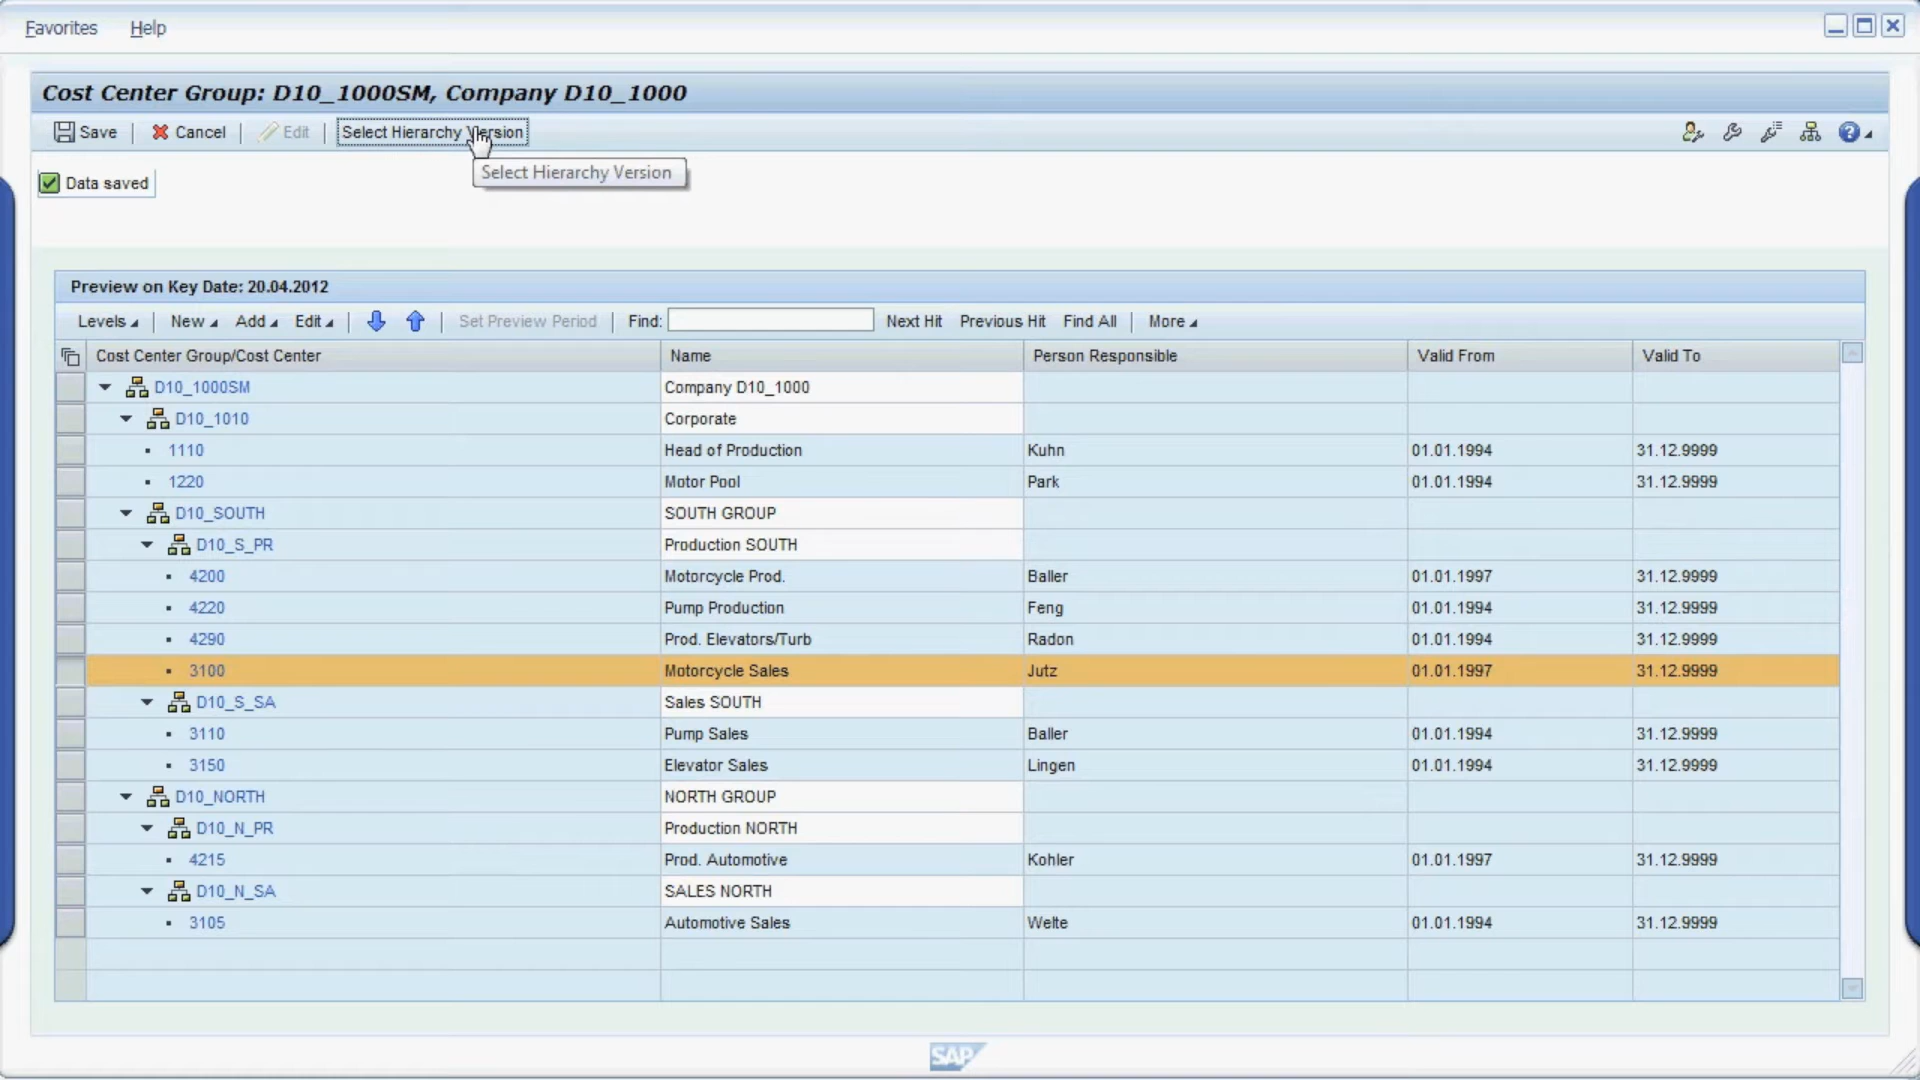 Favorites Help
Cost Center Group: D10_1000SM, Company D10_1000
Save Cancel Edit Select Hierarchy Version
Select Hierarchy Version
Data saved
Preview on Key Date: 20.04.2012
Levels New Add Edit Set Preview Period Find: Next Hit Previous Hit Find All More
Cost Center Group/Cost Center Name Person Responsible Valid From Valid To
D10_1000SM Company D10_1000
D10_1010 Corporate
1110 Head of Production Kuhn 01.01.1994 31.12.9999
1220 Motor Pool Park 01.01.1994 31.12.9999
D10_SOUTH SOUTH GROUP
D10_S_PR Production SOUTH
4200 Motorcycle Prod. Baller 01.01.1997 31.12.9999
4220 Pump Production Feng 01.01.1994 31.12.9999
4290 Prod. Elevators/Turb Radon 01.01.1994 31.12.9999
3100 Motorcycle Sales Jutz 01.01.1997 31.12.9999
D10_S_SA Sales SOUTH
3110 Pump Sales Baller 01.01.1994 31.12.9999
3150 Elevator Sales Lingen 01.01.1994 31.12.9999
D10_NORTH NORTH GROUP
D10_N_PR Production NORTH
4215 Prod. Automotive Kohler 01.01.1997 31.12.9999
D10_N_SA SALES NORTH
3105 Automotive Sales Welte 01.01.1994 31.12.9999
SAP